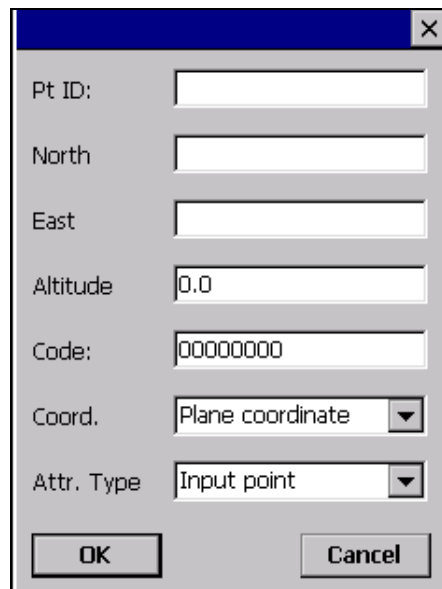 Pt ID:
North
East
Altitude 0.0
Code: 00000000
Coord. Plane coordinate
Attr. Type Input point
OK Cancel